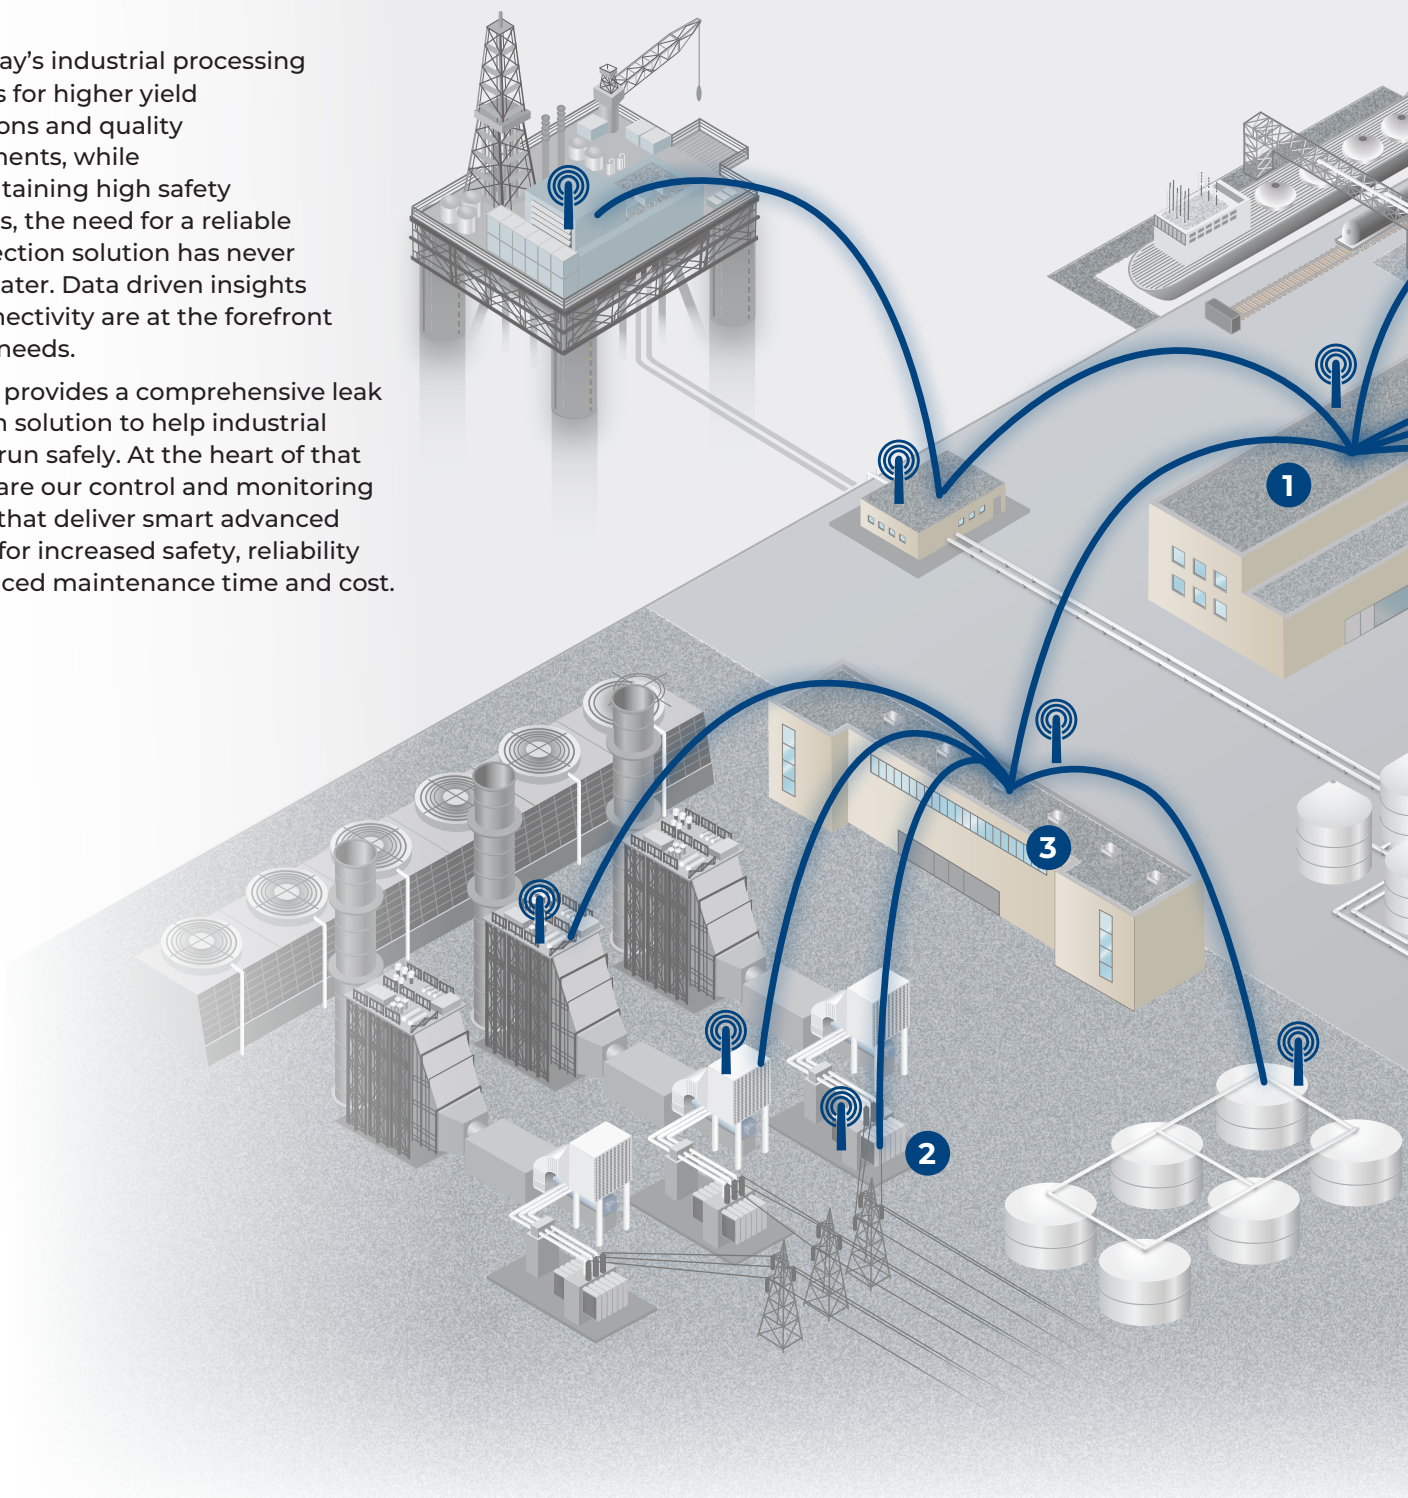 ay’s industrial processing
s for higher yield
ons and quality
nents, while
taining high safety
s, the need for a reliable
ection solution has never
ater. Data driven insights
nectivity are at the forefront
needs.
provides a comprehensive leak
n solution to help industrial
run safely. At the heart of that
are our control and monitoring
that deliver smart advanced
for increased safety, reliability
ced maintenance time and cost.
1
3
2